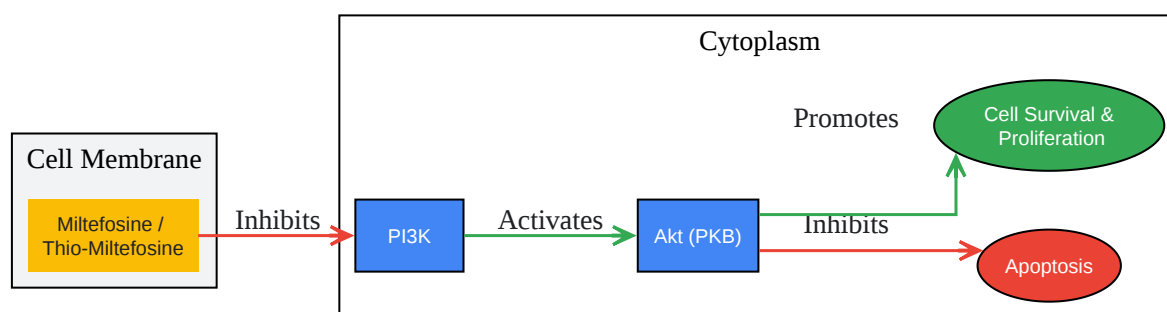 Cytoplasm
Cell Membrane
Miltefosine /
Thio-Miltefosine
Inhibits
PI3K
Activates
Akt (PKB)
Promotes
Cell Survival &
Proliferation
Inhibits
Apoptosis